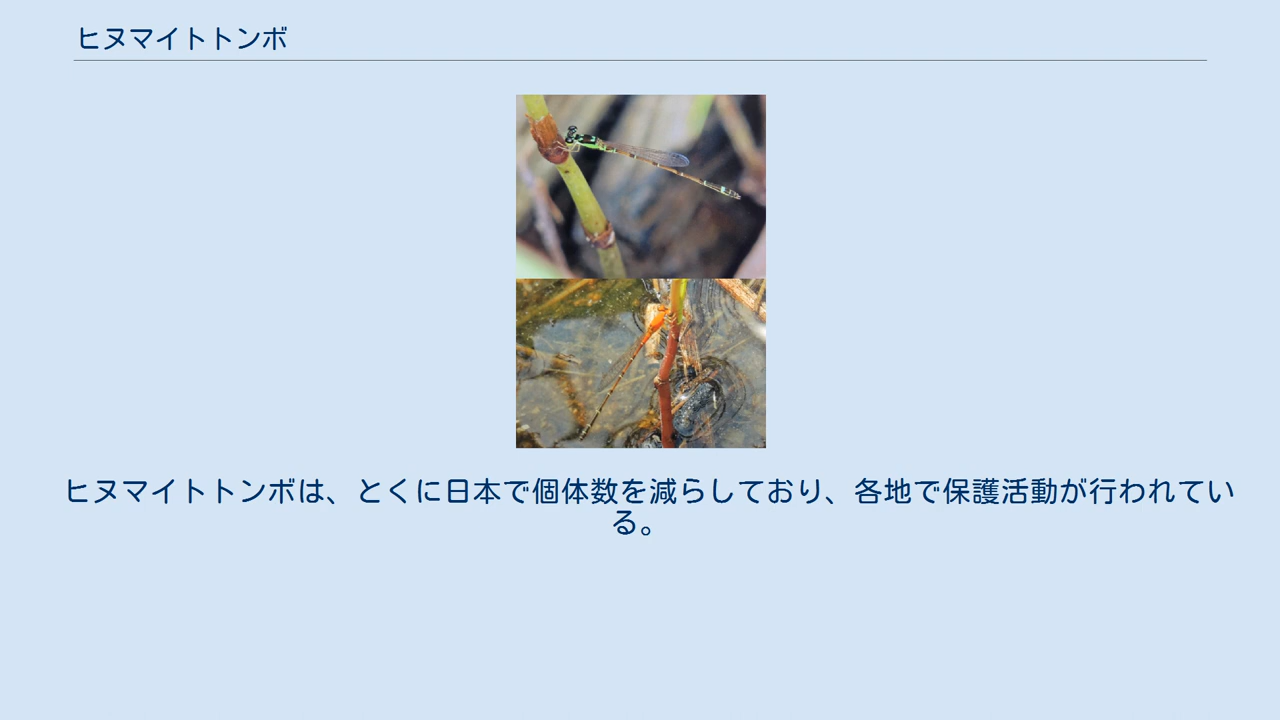 ヒヌマイトトンボ
ヒヌマイトトンボは、とくに日本で個体数を減らしており、各地で保護活動が行われてい
る。